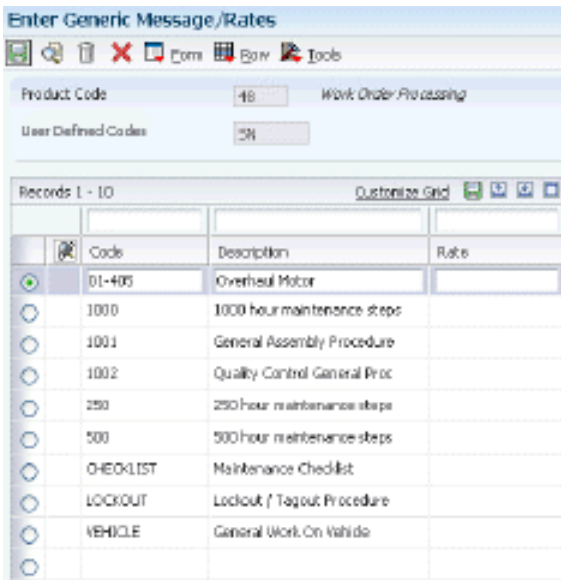 Enter Generic Message/Rates
Form Row Tools
Product Code 48 Work Order Processing
User Defined Codes SN
Records 1 - 10 Customize Grid
Code Description Rate
01-405 Overhaul Motor
1000 1000 hour maintenance steps
1001 General Assembly Procedure
1002 Quality Control General Proc
250 250 hour maintenance steps
500 500 hour maintenance steps
CHECKLIST Maintenance Checklist
LOCKOUT Lockout / Tagout Procedure
VEHICLE General Work On Vehicle